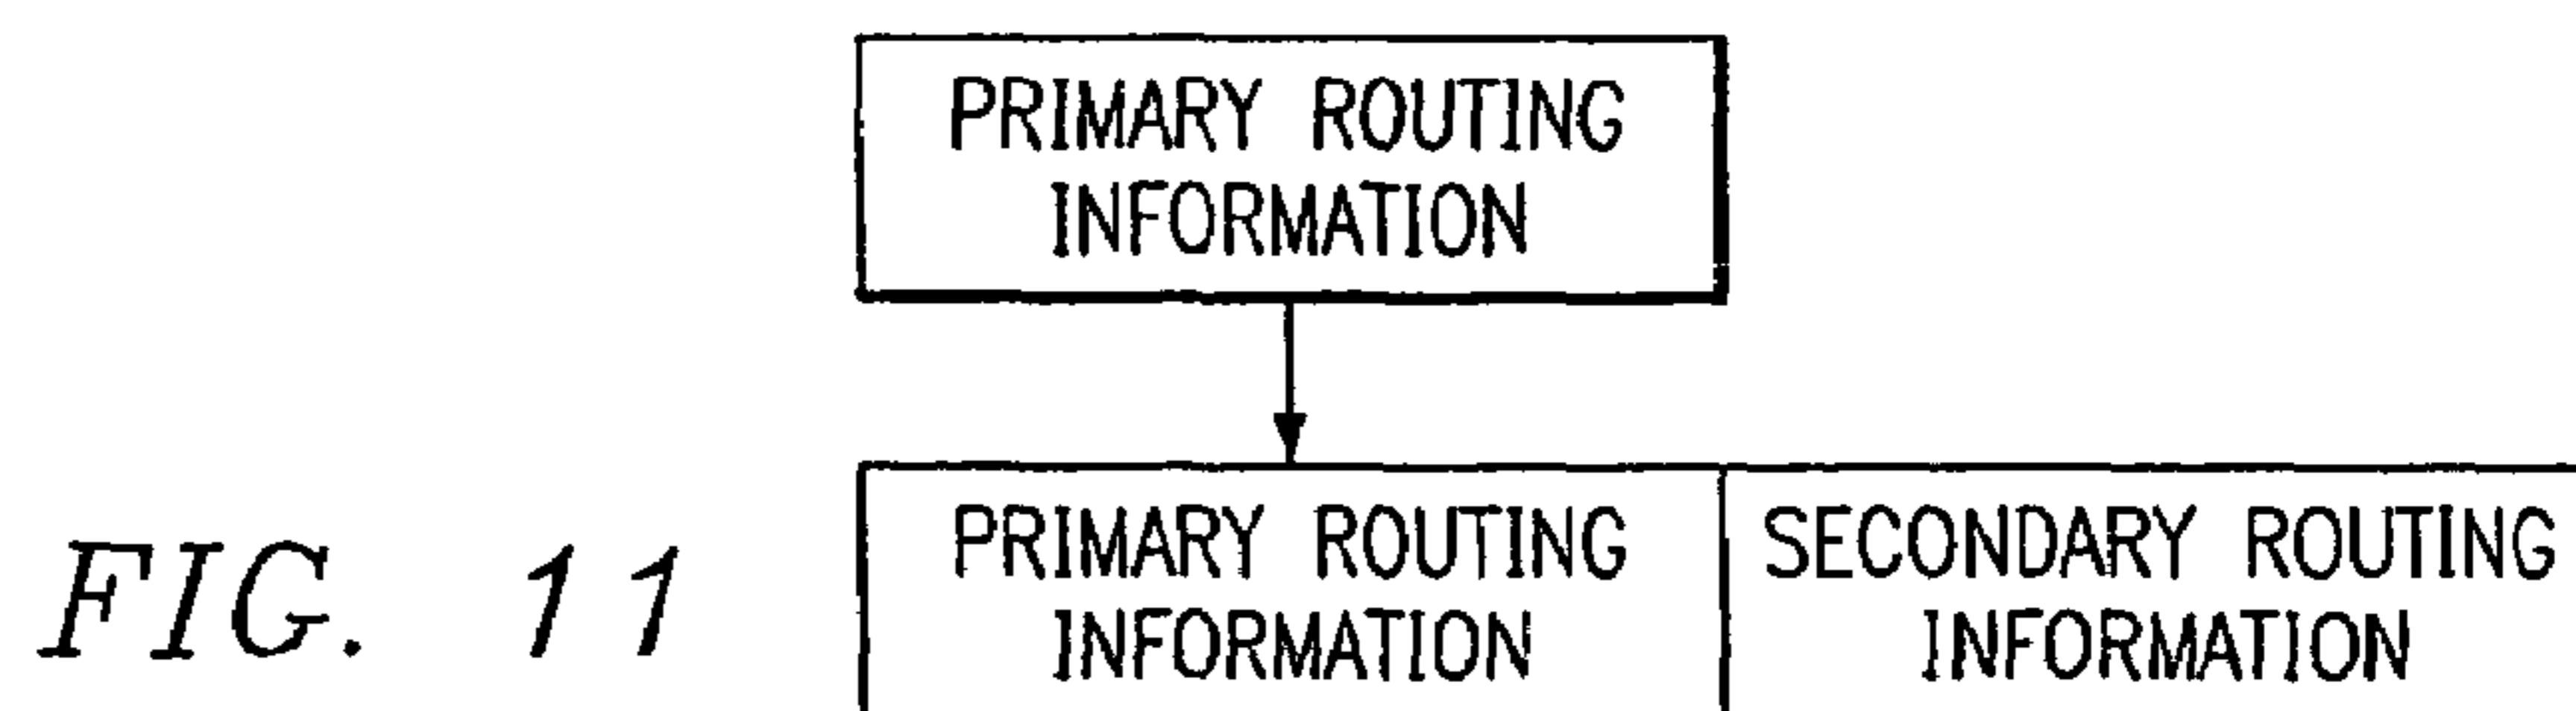 PRIMARY ROUTING
INFORMATION
PRIMARY ROUTING
INFORMATION
SECONDARY ROUTING
INFORMATION
FIG. 11